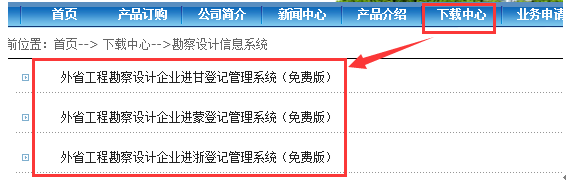 首页 产品订购 公司简介 新闻中心 产品介绍 下载中心 业务申请
前位置：首页--> 下载中心-->勘察设计信息系统
外省工程勘察设计企业进甘登记管理系统（免费版）
外省工程勘察设计企业进蒙登记管理系统（免费版）
外省工程勘察设计企业进浙登记管理系统（免费版）